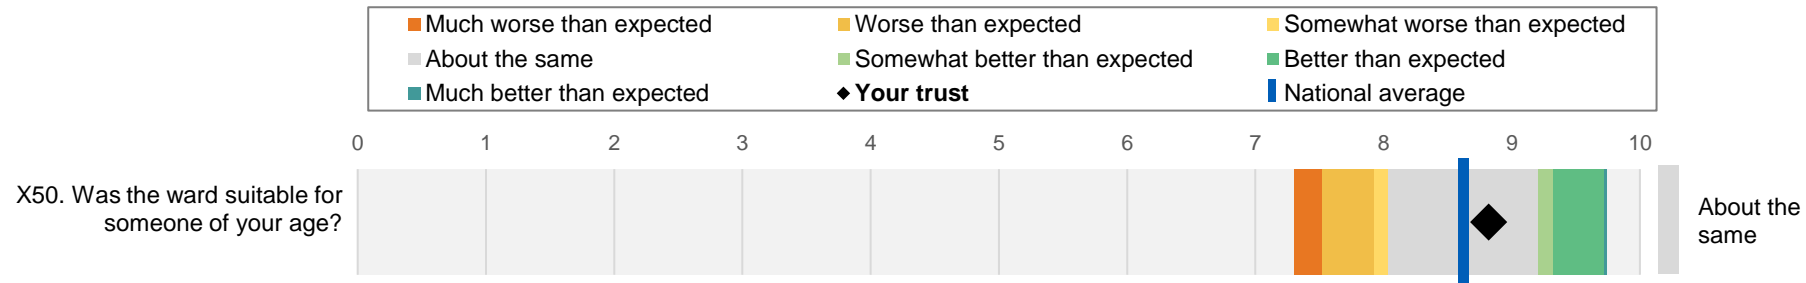 Much worse than expected
Worse than expected
Somewhat worse than expected
About the same
Somewhat better than expected
Better than expected
Much better than expected
Your trust
National average
0 1 2 3 4 5 6 7 8 9 10
X50. Was the ward suitable for
someone of your age?
About the
same